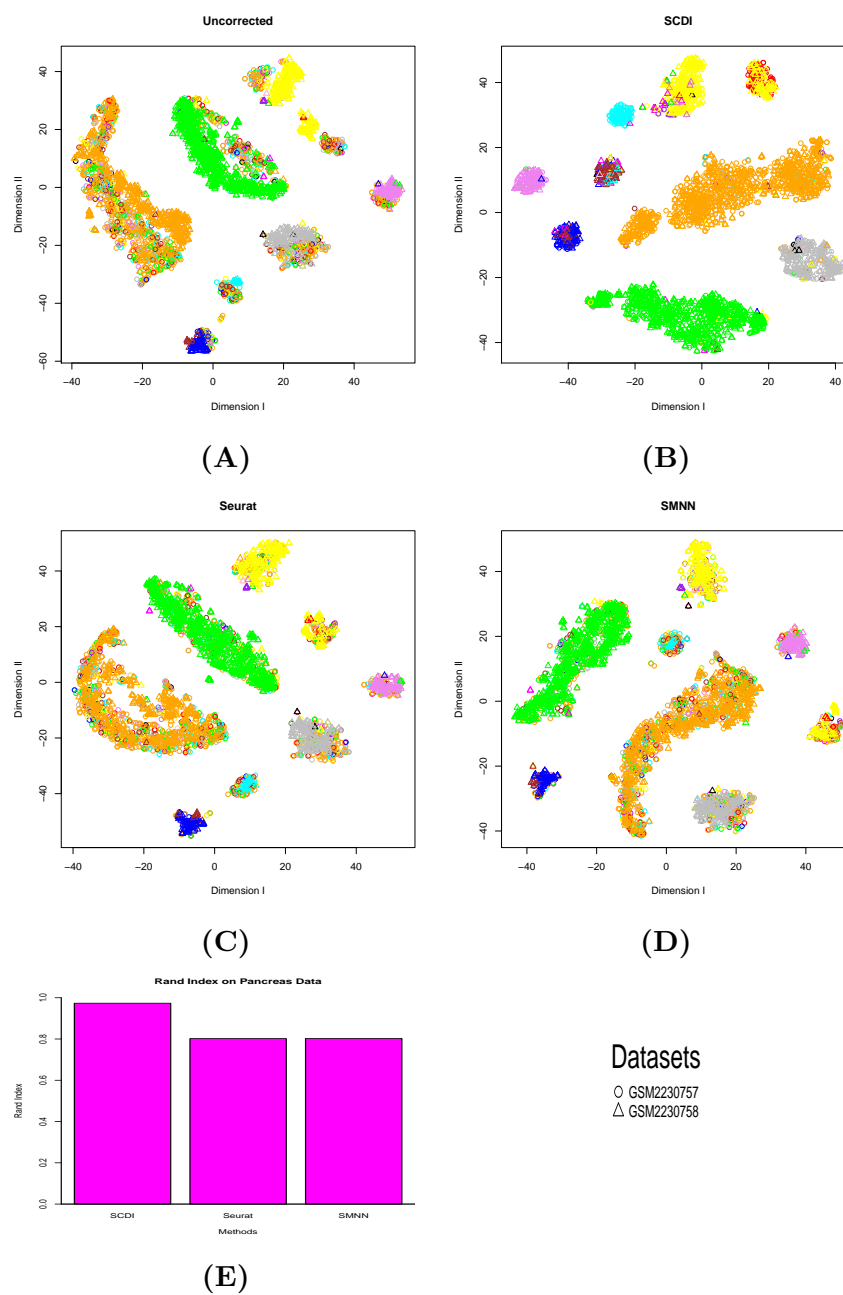 Uncorrected
40
20
0
−20
−40
−60
Dimension II
−40 −20 0 20 40
Dimension I
(A)
SCDI
40
20
0
−20
−40
Dimension II
−40 −20 0 20 40
Dimension I
(B)
Seurat
40
20
0
−20
−40
Dimension II
−40 −20 0 20 40
Dimension I
(C)
SMNN
40
20
0
−20
−40
Dimension II
−40 −20 0 20 40
Dimension I
(D)
Rand Index on Pancreas Data
1.0
0.8
0.6
0.4
0.2
0.0
Rand Index
SCDI Seurat SMNN
Methods
(E)
Datasets
GSM2230757
GSM2230758